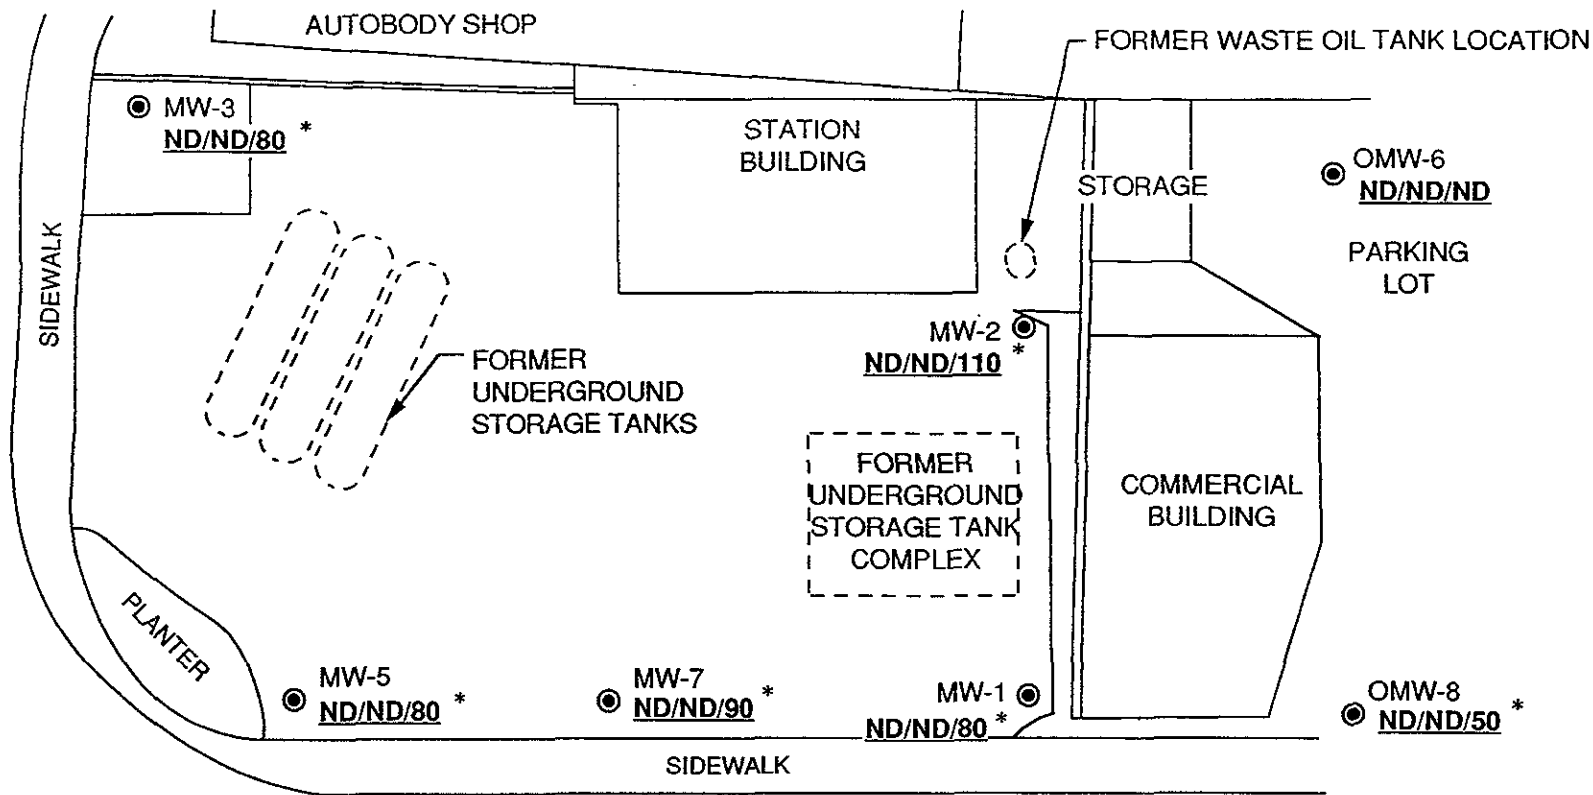 AUTOBODY SHOP
FORMER WASTE OIL TANK LOCATION
MW-3
ND/ND/80 *
STATION
BUILDING
STORAGE
OMW-6
ND/ND/ND
PARKING
LOT
SIDEWALK
MW-2
ND/ND/110 *
FORMER
UNDERGROUND
STORAGE TANKS
FORMER
UNDERGROUND
STORAGE TANK
COMPLEX
COMMERCIAL
BUILDING
PLANTER
MW-5
ND/ND/80 *
MW-7
ND/ND/90 *
MW-1
ND/ND/80 *
OMW-8
ND/ND/50 *
SIDEWALK